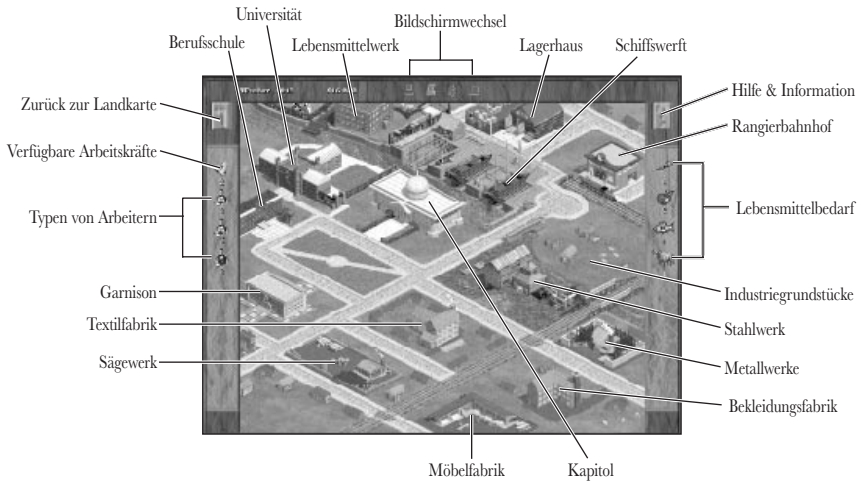 Bildschirmwechsel
Universität
Berufsschule
Lebensmittelwerk
Lagerhaus
Schiffswerft
Zurück zur Landkarte
Hilfe & Information
Rangierbahnhof
Verfügbare Arbeitskräfte
Typen von Arbeitern
Lebensmittelbedarf
Garnison
Industriegrundstücke
Textilfabrik
Stahlwerk
Sägewerk
Metallwerke
Bekleidungsfabrik
Möbelfabrik
Kapitol